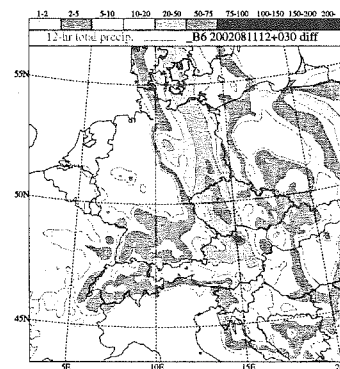 1-2 2-5 5-10 10-20 20-50 50-75 75-100 100-150 150-200 200-
12-hr total precip. B6 2002081112+030 diff
55N
50N
45N
5E 10E 15E 20